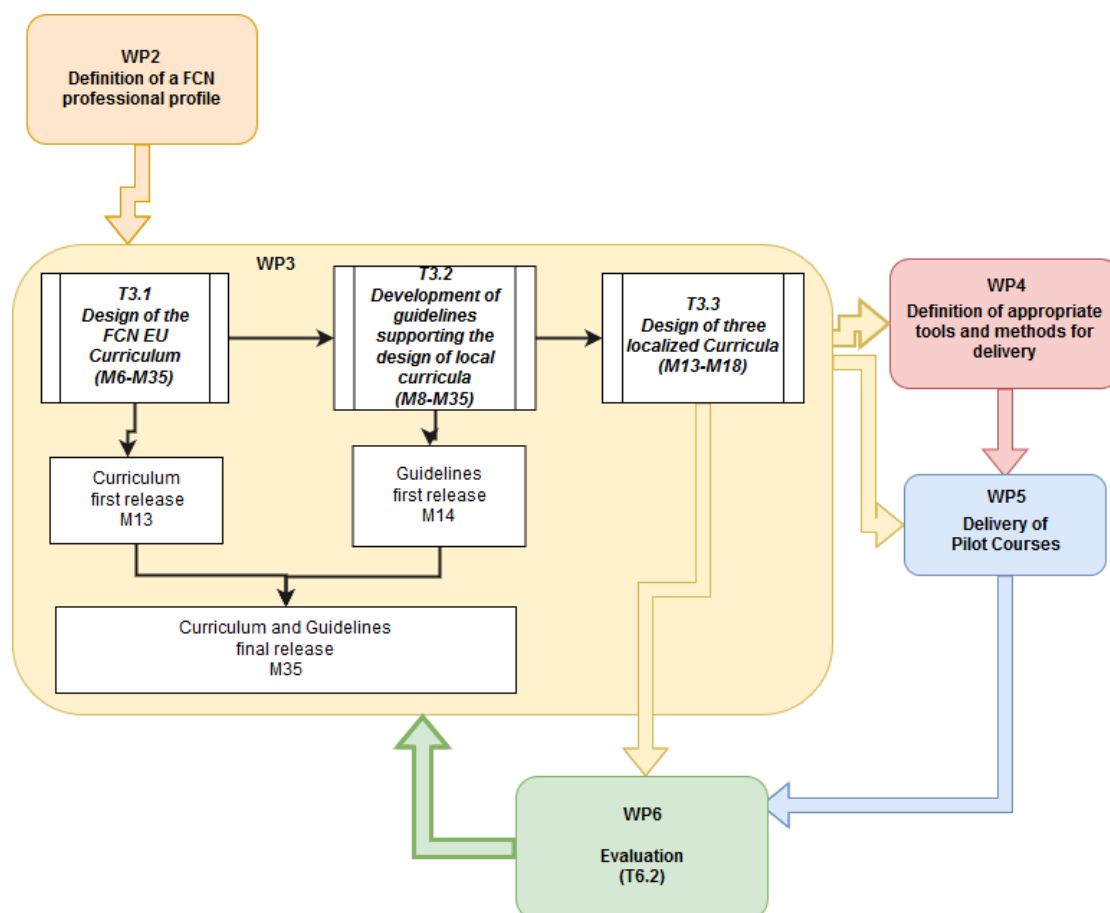 WP2
Definition of a FCN
professional profile
WP3
T3.1
Design of the
FCN EU
Curriculum
(M6-M35)
T3.2
Development of
guidelines
supporting the
design of local
curricula
(M8-M35)
T3.3
Design of three
localized Curricula
(M13-M18)
WP4
Definition of appropriate
tools and methods for
delivery
Curriculum
first release
M13
Guidelines
first release
M14
WP5
Delivery of
Pilot Courses
Curriculum and Guidelines
final release
M35
WP6
Evaluation
(T6.2)